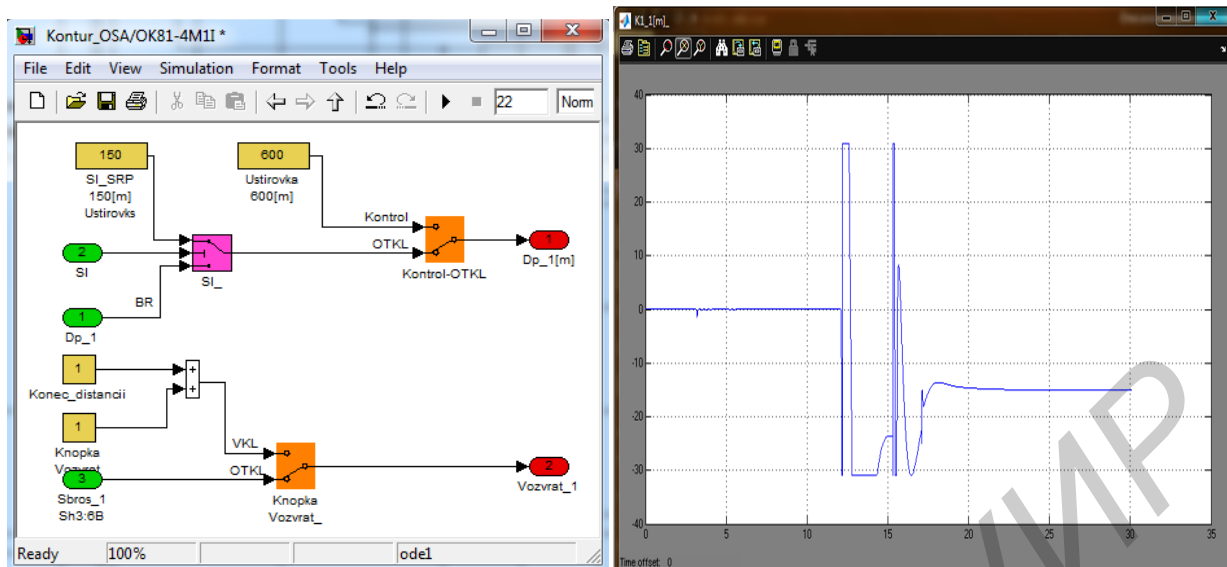 Kontur_OSA/OK81-4M1I *
File Edit View Simulation Format Tools Help
22
Norm
150
SI_SRP
150[m]
Ustirovks
600
Ustirovka
600[m]
Kontrol
OTKL
Kontrol-OTKL
1
Dp_1[m]
2
SI
SI_
BR
1
Dp_1
1
Konec_distancii
+
+
1
Knopka
Vozvrat
VKL
OTKL
Knopka
Vozvrat_
2
Vozvrat_1
3
Sbros_1
Sh3:6B
Ready 100% ode1
K1_1[m]_
40
30
20
10
0
-10
-20
-30
-40
0 5 10 15 20 25 30 35
Time offset: 0
УИР